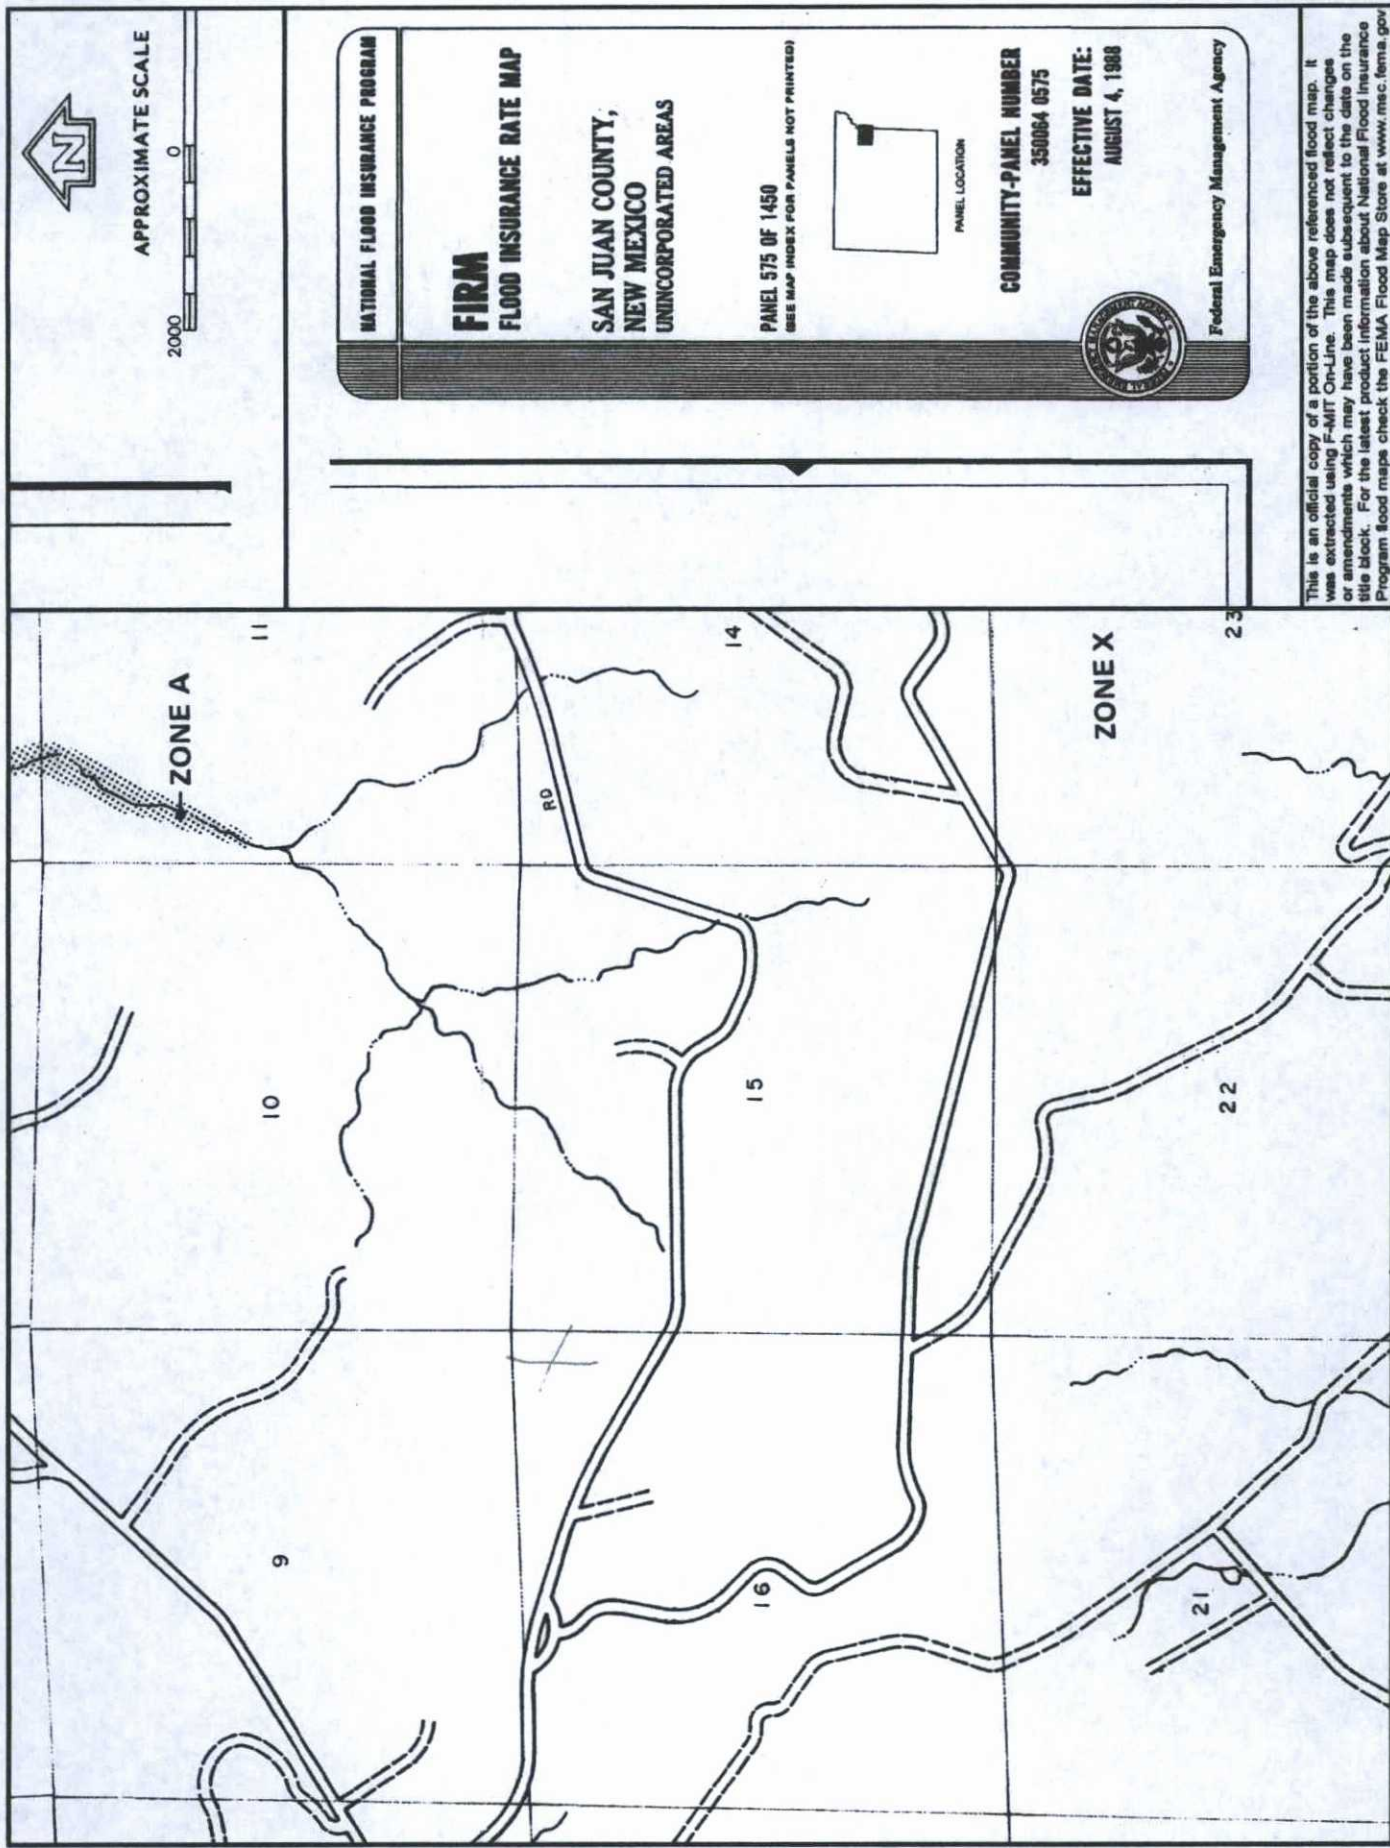 N
APPROXIMATE SCALE
2000 0
NATIONAL FLOOD INSURANCE PROGRAM
FIRM
FLOOD INSURANCE RATE MAP
SAN JUAN COUNTY,
NEW MEXICO
UNINCORPORATED AREAS
PANEL 575 OF 1450
(SEE MAP INDEX FOR PANELS NOT PRINTED)
PANEL LOCATION
COMMUNITY-PANEL NUMBER
350064 0575
EFFECTIVE DATE:
AUGUST 4, 1988
Federal Emergency Management Agency
This is an official copy of a portion of the above referenced flood map. It
was extracted using F-MIT On-Line. This map does not reflect changes
or amendments which may have been made subsequent to the date on the
title block. For the latest product information about National Flood Insurance
Program flood maps check the FEMA Flood Map Store at www.msc.fema.gov
ZONE A
11
10
9
RD
14
15
16
ZONE X
23
22
21